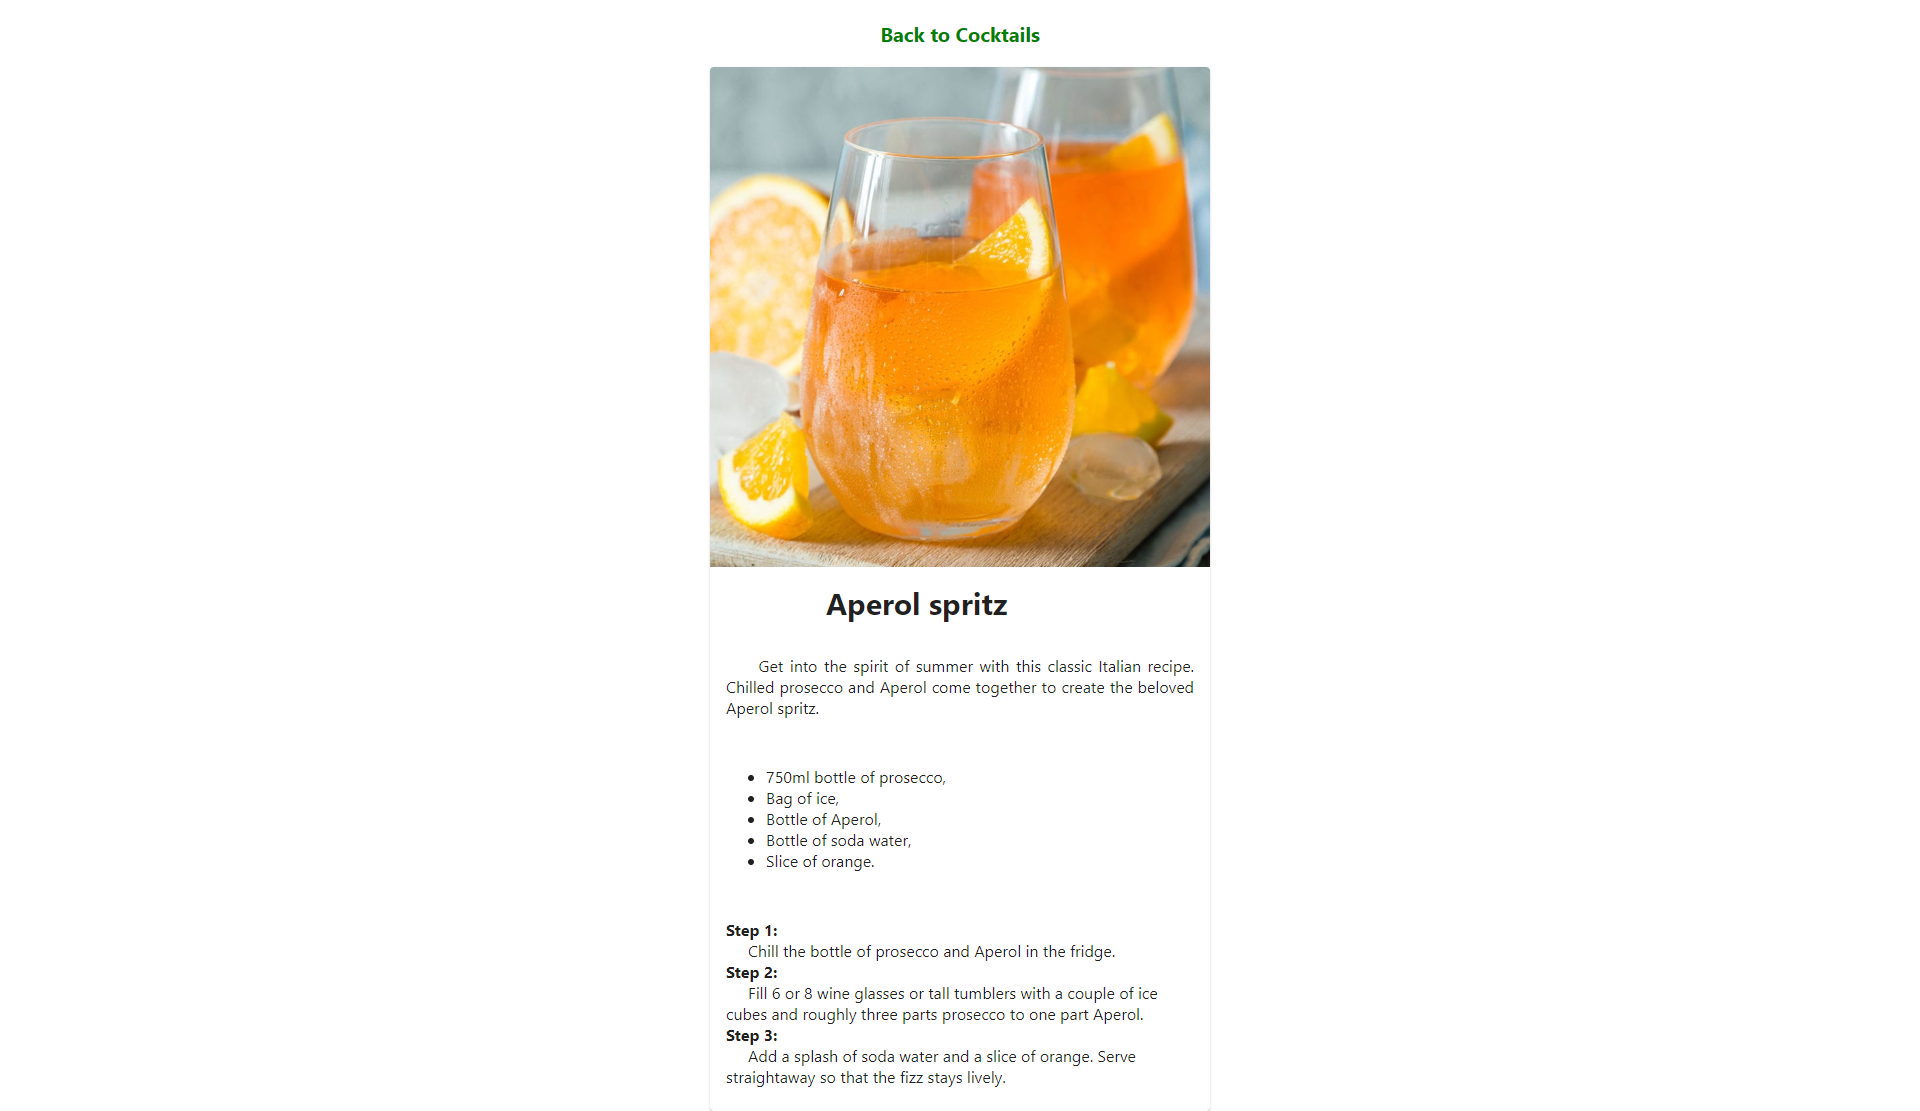 Back to Cocktails
Aperol spritz
Get into the spirit of summer with this classic Italian recipe.
Chilled prosecco and Aperol come together to create the beloved
Aperol spritz.
750ml bottle of prosecco,
Bag of ice,
Bottle of Aperol,
Bottle of soda water,
Slice of orange.
Step 1:
Chill the bottle of prosecco and Aperol in the fridge.
Step 2:
Fill 6 or 8 wine glasses or tall tumblers with a couple of ice
cubes and roughly three parts prosecco to one part Aperol.
Step 3:
Add a splash of soda water and a slice of orange. Serve
straightaway so that the fizz stays lively.